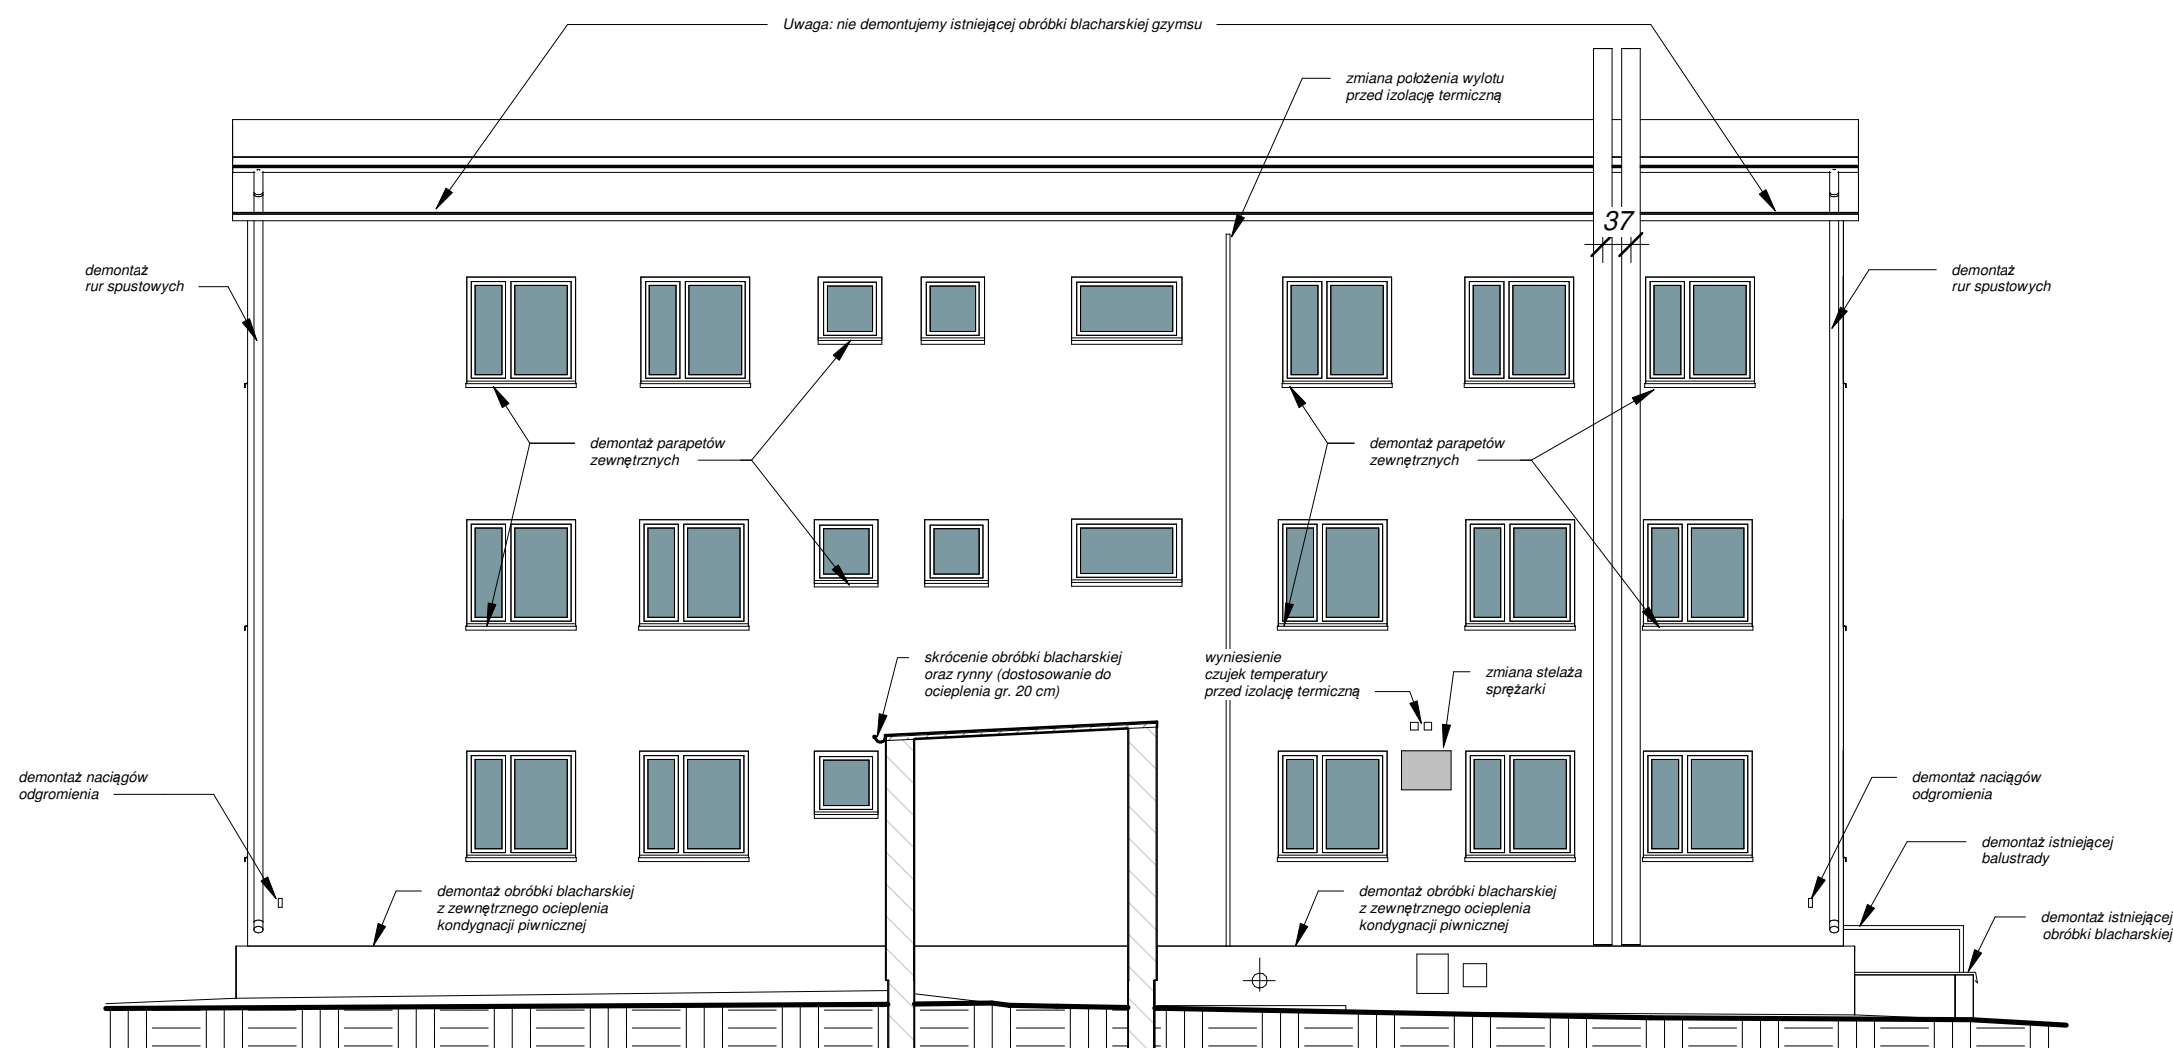 Uwaga: nie demontujemy istniejącej obróbki blacharskiej gzymsu
zmiana położenia wylotu
przed izolację termiczną
37
demontaż
rur spustowych
demontaż
rur spustowych
demontaż parapetów
zewnętrznych
demontaż parapetów
zewnętrznych
skrócenie obróbki blacharskiej
oraz rynny (dostosowanie do
ocieplenia gr. 20 cm)
wyniesienie
czujek temperatury
przed izolację termiczną
zmiana stelaża
sprężarki
demontaż naciągów
odgromienia
demontaż naciągów
odgromienia
demontaż istniejącej
balustrady
demontaż obróbki blacharskiej
z zewnętrznego ocieplenia
kondygnacji piwnicznej
demontaż obróbki blacharskiej
z zewnętrznego ocieplenia
kondygnacji piwnicznej
demontaż istniejącej
obróbki blacharskiej